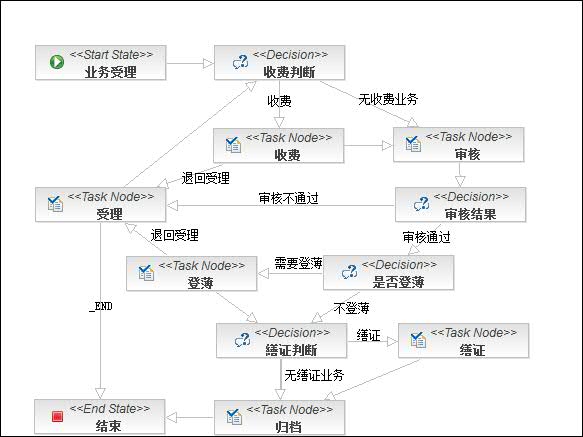 <<Start State>>
业务受理
<<Decision>>
收费判断
收费
无收费业务
<<Task Node>>
收费
<<Task Node>>
审核
退回受理
<<Task Node>>
受理
审核不通过
<<Decision>>
审核结果
退回受理
审核通过
<<Task Node>>
登薄
需要登薄
<<Decision>>
是否登薄
_END
不登薄
<<Decision>>
缮证判断
缮证
<<Task Node>>
缮证
无缮证业务
<<End State>>
结束
<<Task Node>>
归档